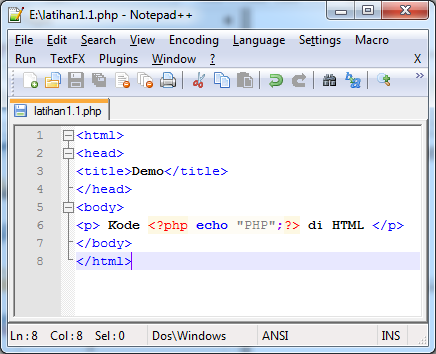 E:\latihan1.1.php - Notepad++
File Edit Search View Encoding Language Settings Macro
Run TextFX Plugins Window ? X
latihan1.1.php
1 <html>
2 <head>
3 <title>Demo</title>
4 </head>
5 <body>
6 <p> Kode <?php echo "PHP";?> di HTML </p>
7 </body>
8 </html>
Ln:8 Col:8 Sel:0 Dos\Windows ANSI INS